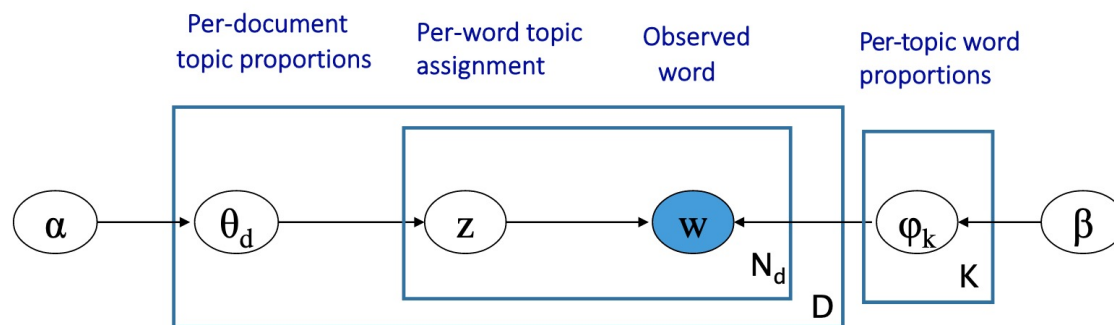 Per-document
topic proportions
Per-word topic
assignment
Observed
word
Per-topic word
proportions
α
θd
z
w
φk
β
Nd
D
K